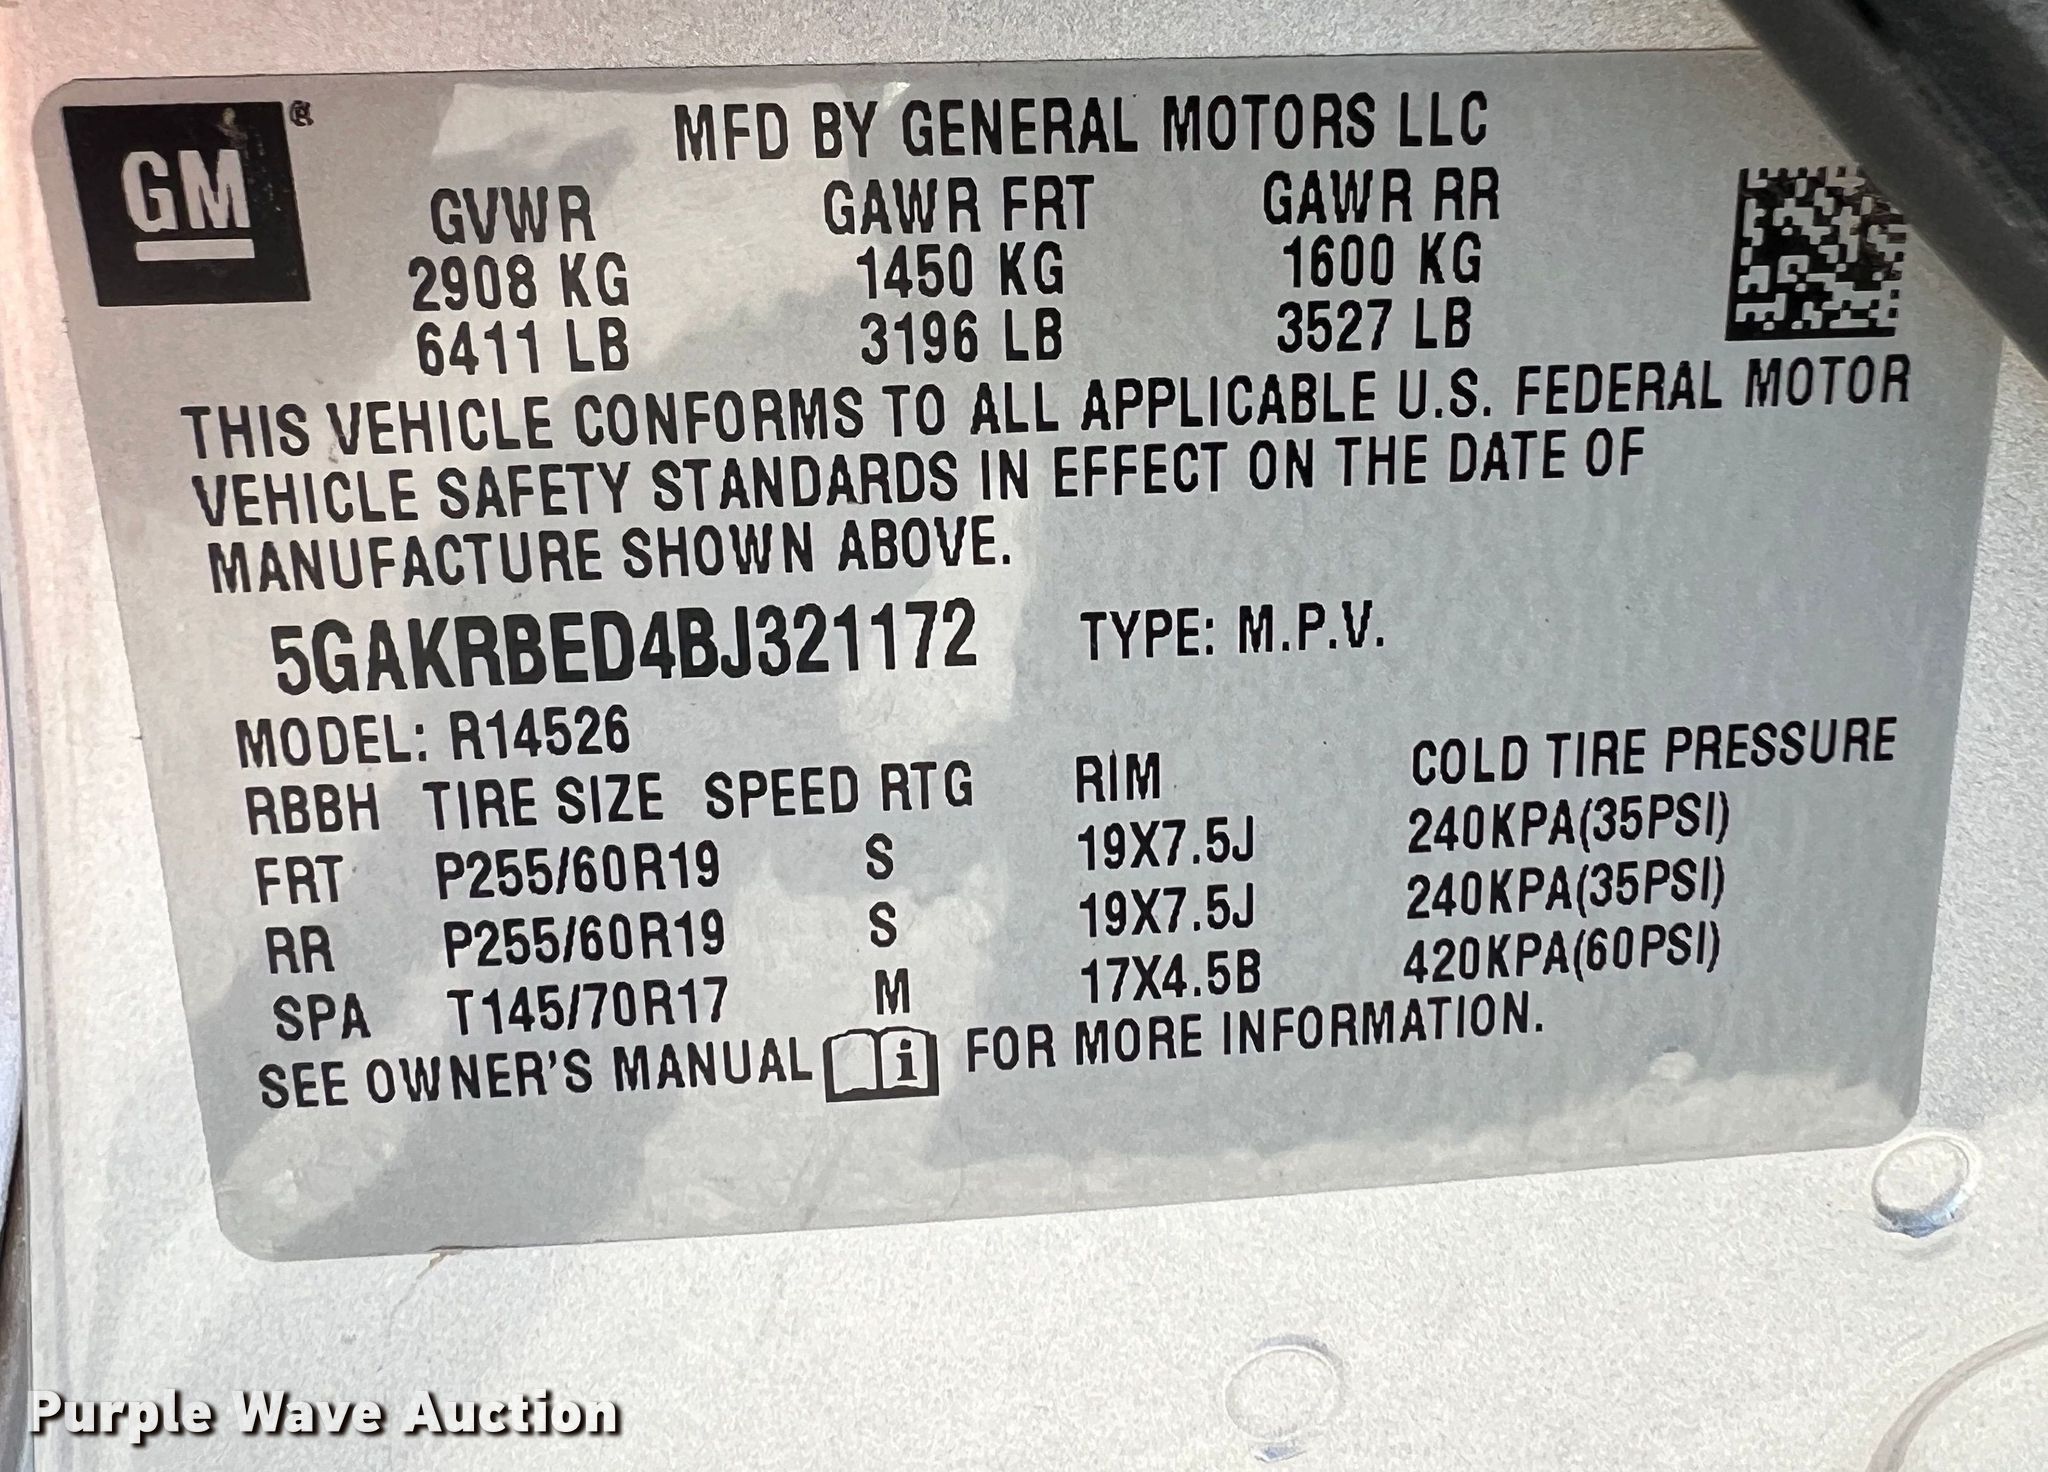 GM ®
MFD BY GENERAL MOTORS LLC
GVWR GAWR FRT GAWR RR
2908 KG 1450 KG 1600 KG
6411 LB 3196 LB 3527 LB
THIS VEHICLE CONFORMS TO ALL APPLICABLE U.S. FEDERAL MOTOR
VEHICLE SAFETY STANDARDS IN EFFECT ON THE DATE OF
MANUFACTURE SHOWN ABOVE.
5GAKRBED4BJ321172 TYPE: M.P.V.
MODEL: R14526
RBBH TIRE SIZE SPEED RTG RIM COLD TIRE PRESSURE
FRT P255/60R19 S 19X7.5J 240KPA(35PSI)
RR P255/60R19 S 19X7.5J 240KPA(35PSI)
SPA T145/70R17 M 17X4.5B 420KPA(60PSI)
SEE OWNER'S MANUAL i FOR MORE INFORMATION.
Purple Wave Auction